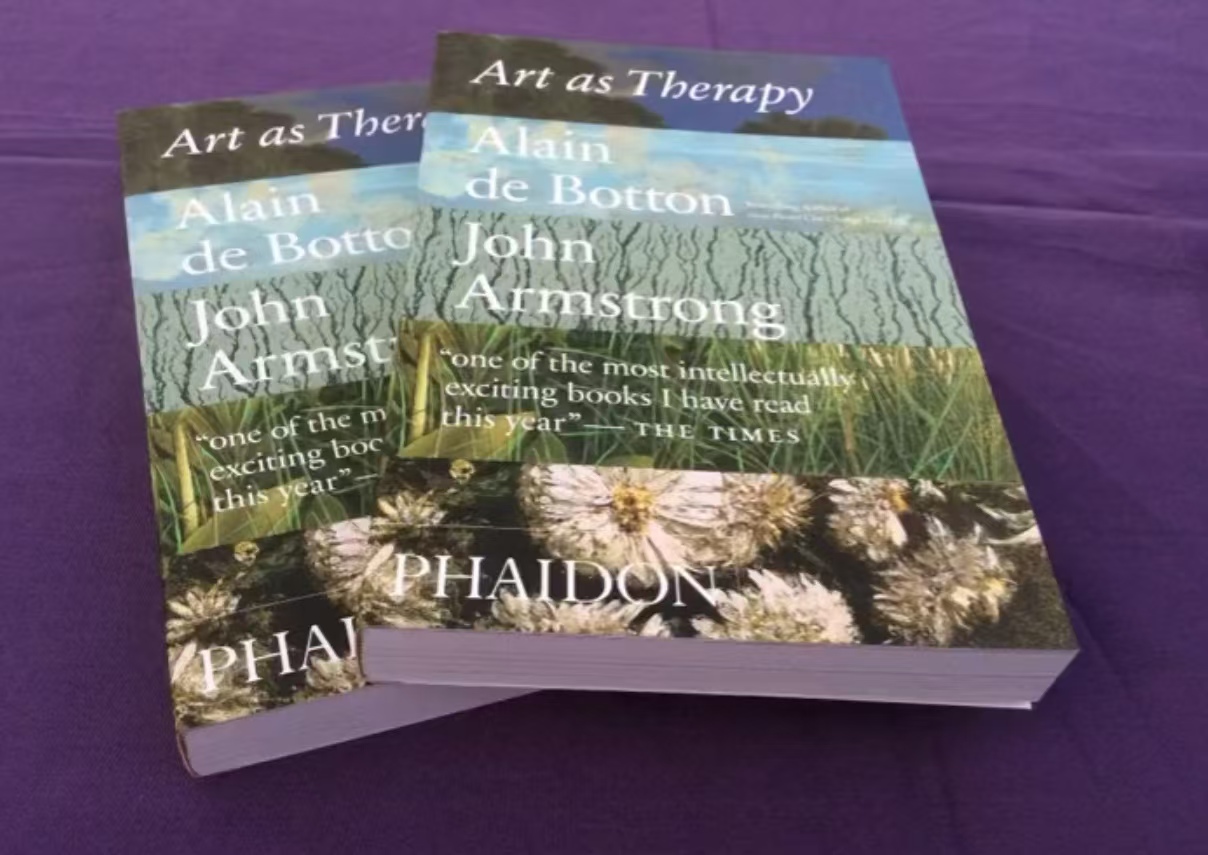 Art as Therapy
Alain
de Botton
John
Armstrong
“one of the most intellectually
exciting books I have read
this year”— THE TIMES
PHAIDON
Art as Ther
Alain
de Botto
John
Armst
“one of the m
exciting boo
this year”—
PHAI